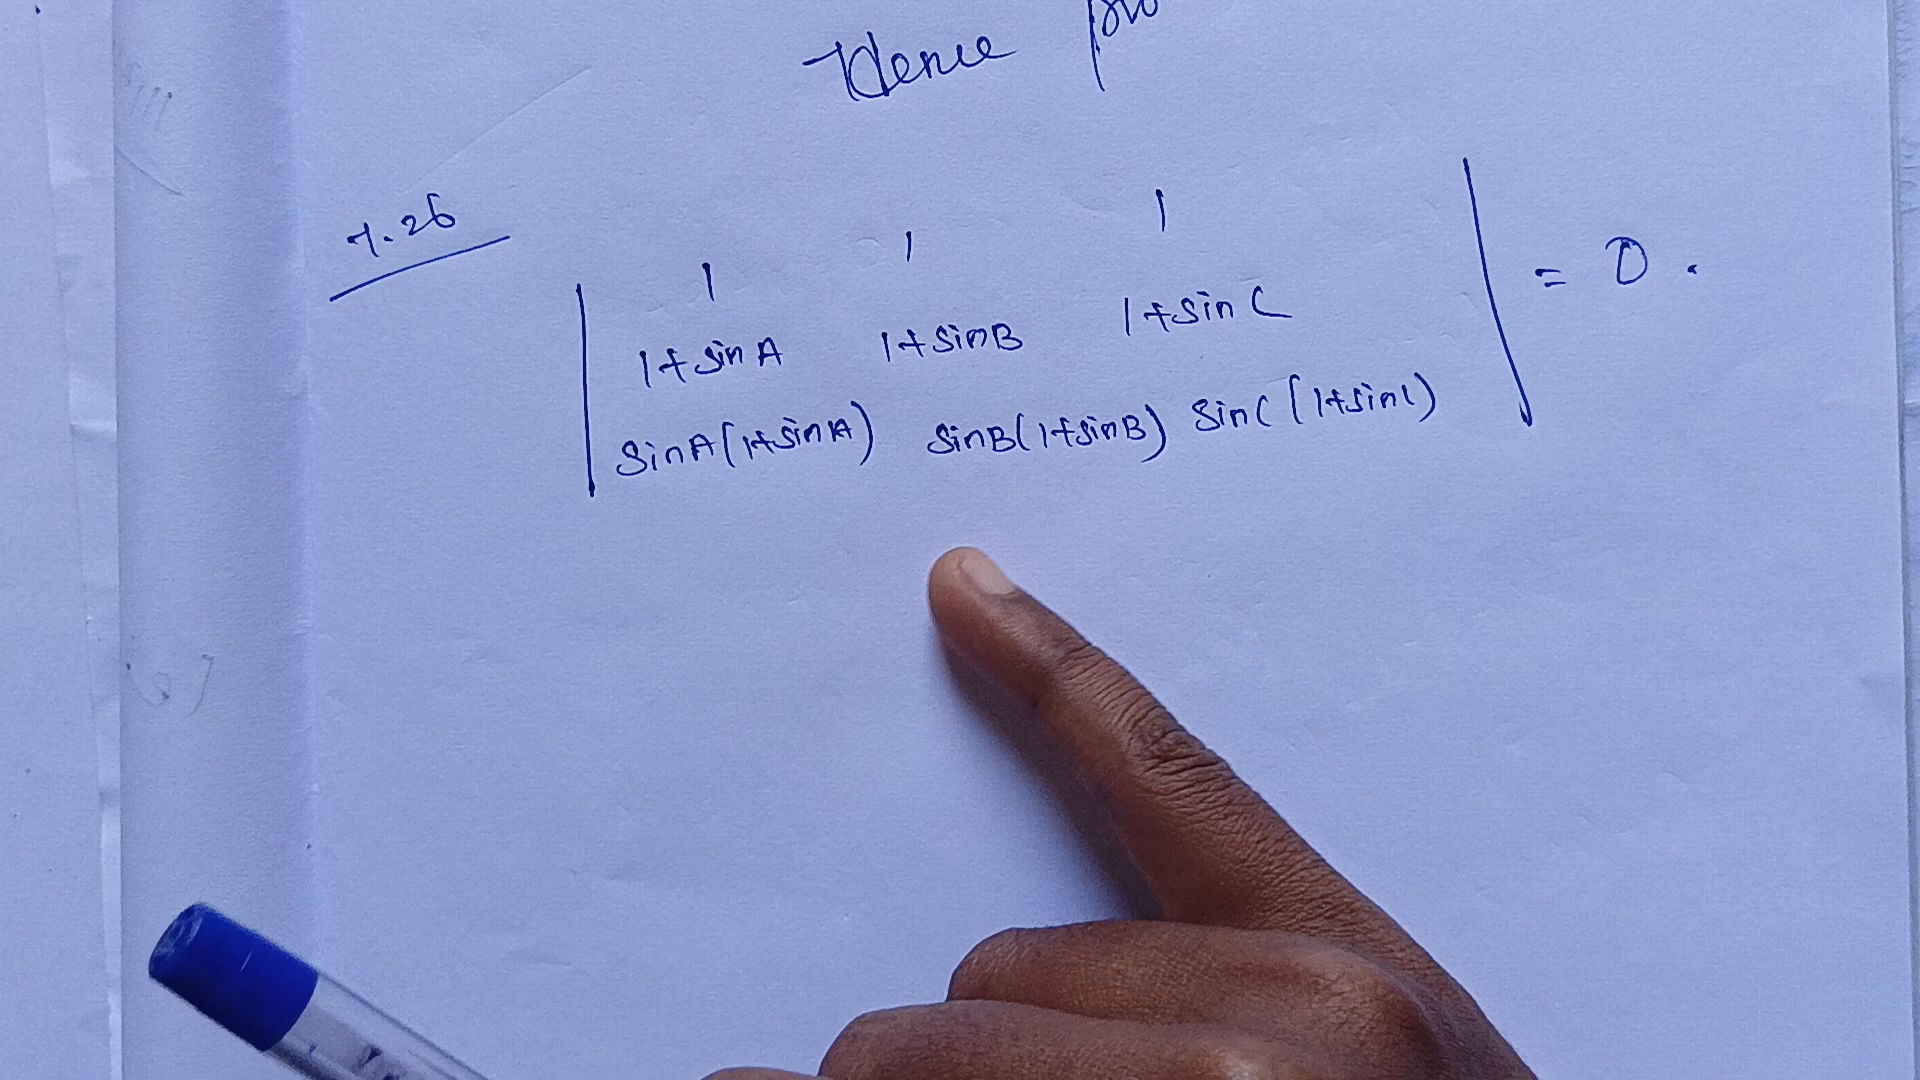 Hence
7.26
| 1 1 1 |
| 1+sin A 1+sinB 1+sin C | = 0.
| sinA(1+sinA) sinB(1+sinB) sinC(1+sinC) |